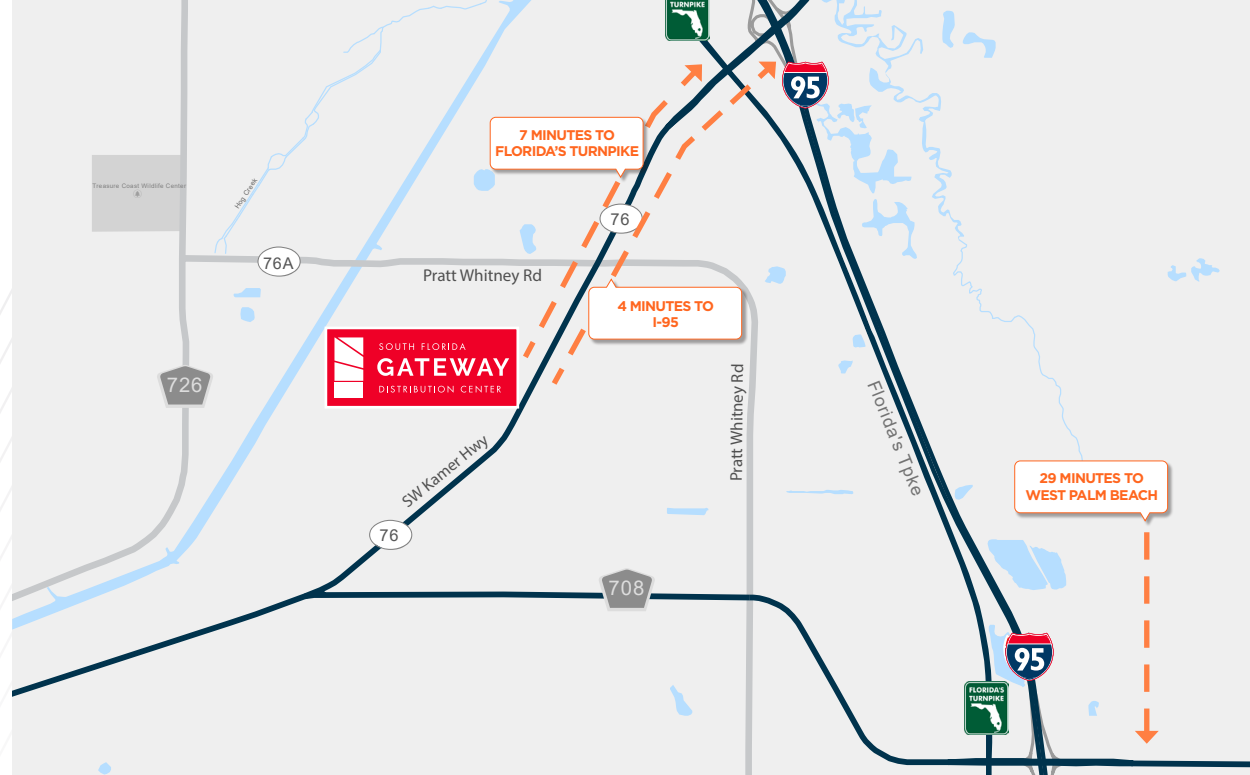 TURNPIKE
95
7 MINUTES TO
FLORIDA'S TURNPIKE
Treasure Coast Wildlife Center
Hog Creek
76
76A
Pratt Whitney Rd
4 MINUTES TO
I-95
SOUTH FLORIDA
GATEWAY
DISTRIBUTION CENTER
726
Pratt Whitney Rd
Florida's Tpke
SW Kamer Hwy
29 MINUTES TO
WEST PALM BEACH
76
708
95
FLORIDA'S
TURNPIKE